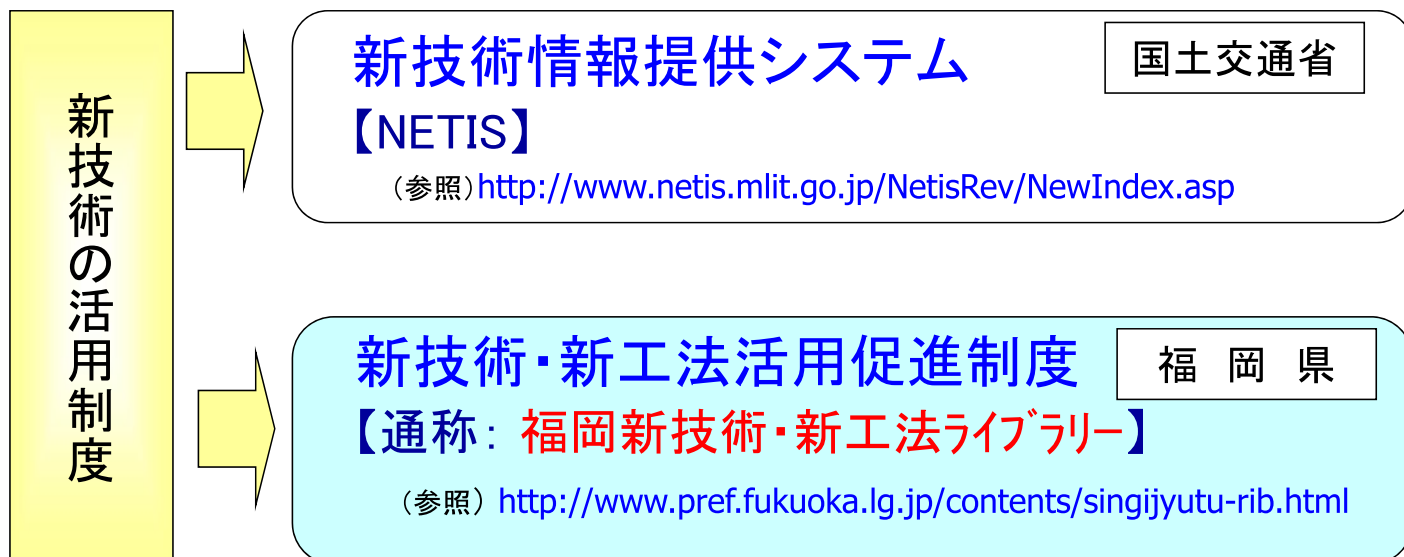 新技術の活用制度
新技術情報提供システム
国土交通省
【NETIS】
（参照）http://www.netis.mlit.go.jp/NetisRev/NewIndex.asp
新技術・新工法活用促進制度
福 岡 県
【通称： 福岡新技術・新工法ﾗｲﾌﾞﾗﾘｰ】
（参照） http://www.pref.fukuoka.lg.jp/contents/singijyutu-rib.html